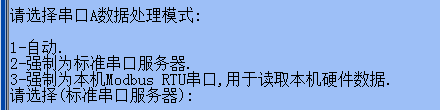 请选择串口A数据处理模式:
1-自动.
2-强制为标准串口服务器.
3-强制为本机Modbus RTU串口,用于读取本机硬件数据.
请选择(标准串口服务器):